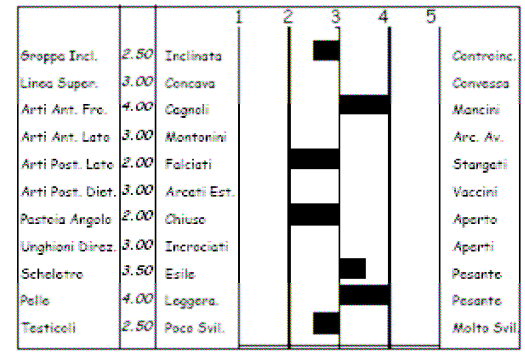 1 2 3 4 5
Groppa Incl. 2.50 Inclinata Controinc.
Linea Super. 3.00 Concava Convessa
Arti Ant. Fro. 4.00 Cagnoli Mancini
Arti Ant. Lato 3.00 Montonini Arc. Av.
Arti Post. Lato 2.00 Falciati Stangati
Arti Post. Diet. 3.00 Arcati Est. Vaccini
Pastoia Angolo 2.00 Chiuso Aperto
Unghioni Direz. 3.00 Incrociati Aperti
Scheletro 3.50 Esile Pesante
Pelle 4.00 Leggera. Pesante
Testicoli 2.50 Poco Svil. Molto Svil